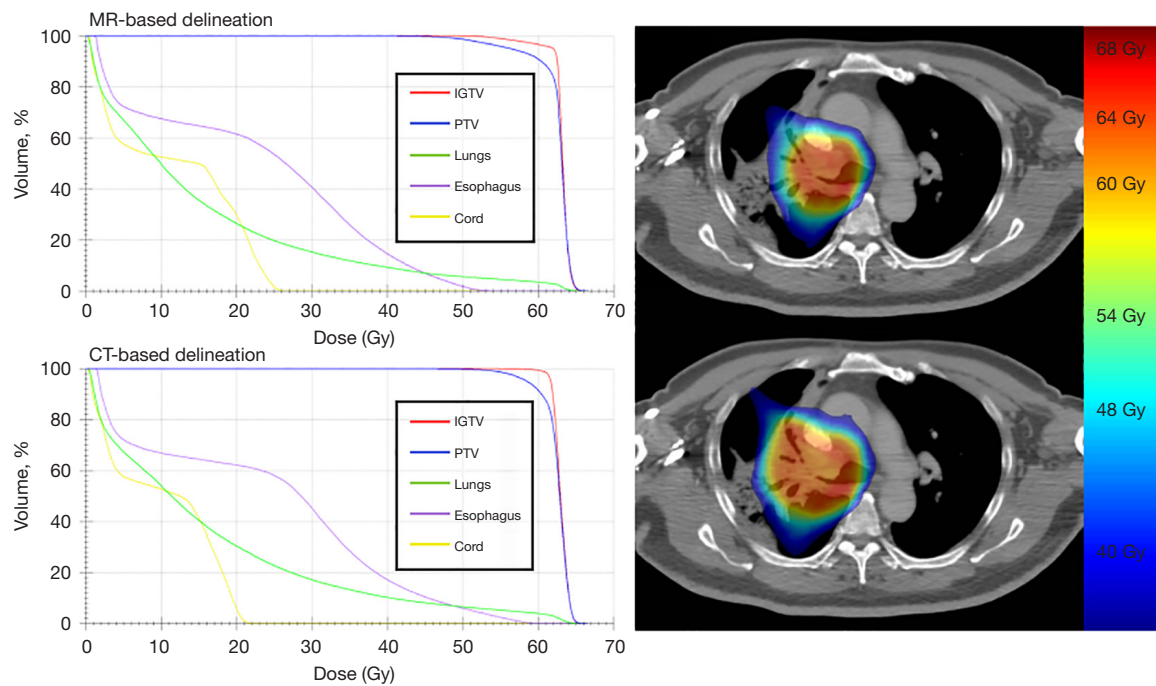 MR-based delineation
100
80
60
40
20
0
Volume, %
IGTV
PTV
Lungs
Esophagus
Cord
0 10 20 30 40 50 60 70
Dose (Gy)
CT-based delineation
100
80
60
40
20
0
Volume, %
IGTV
PTV
Lungs
Esophagus
Cord
0 10 20 30 40 50 60 70
Dose (Gy)
68 Gy
64 Gy
60 Gy
54 Gy
48 Gy
40 Gy